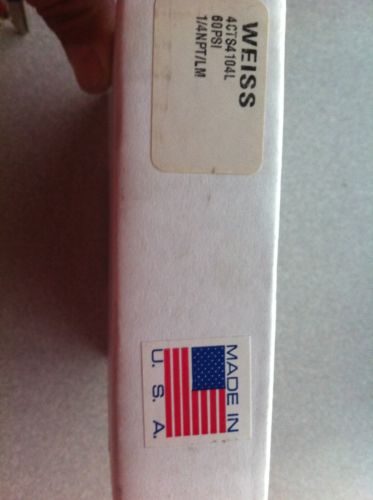 WEISS
4CTS4104L
60PSI
1/4NPT/LM
MADE IN
U. S. A.